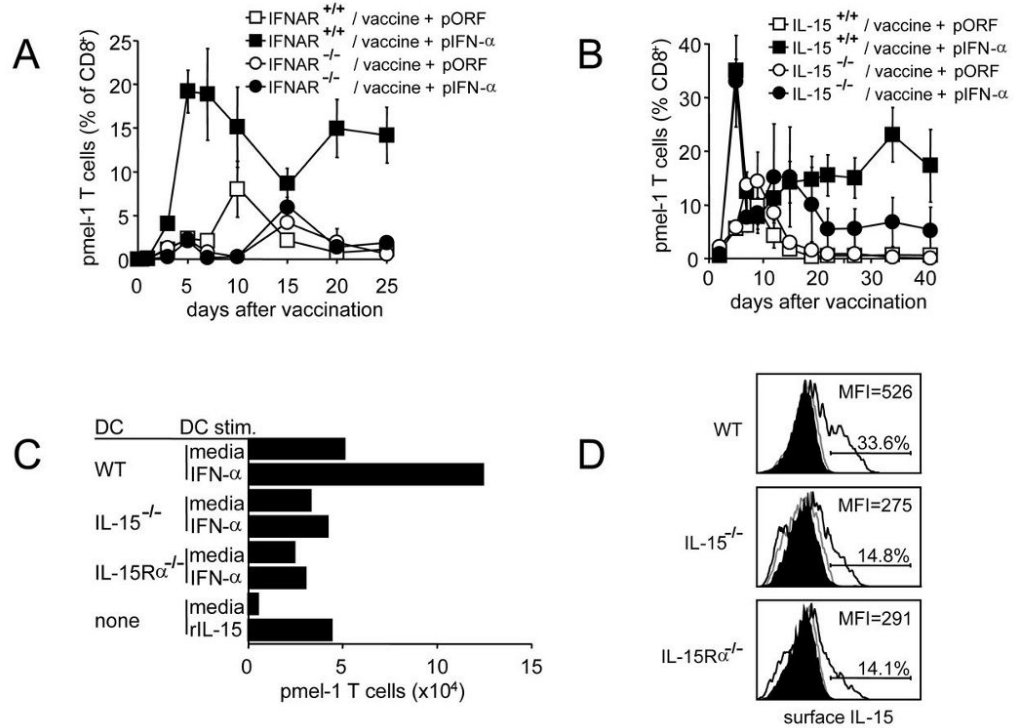 A
IFNAR +/+ / vaccine + pORF
IFNAR +/+ / vaccine + pIFN-α
IFNAR -/- / vaccine + pORF
IFNAR -/- / vaccine + pIFN-α
pmel-1 T cells (% of CD8+)
25
20
15
10
5
0
0 5 10 15 20 25
days after vaccination
B
IL-15 +/+ / vaccine + pORF
IL-15 +/+ / vaccine + pIFN-α
IL-15 -/- / vaccine + pORF
IL-15 -/- / vaccine + pIFN-α
pmel-1 T cells (% CD8+)
40
30
20
10
0
0 10 20 30 40
days after vaccination
C
DC DC stim.
WT media
IFN-α
IL-15-/- media
IFN-α
IL-15Rα-/- media
IFN-α
none media
rIL-15
0 5 10 15
pmel-1 T cells (x10⁴)
D
WT
MFI=526
33.6%
IL-15-/-
MFI=275
14.8%
IL-15Rα-/-
MFI=291
14.1%
surface IL-15